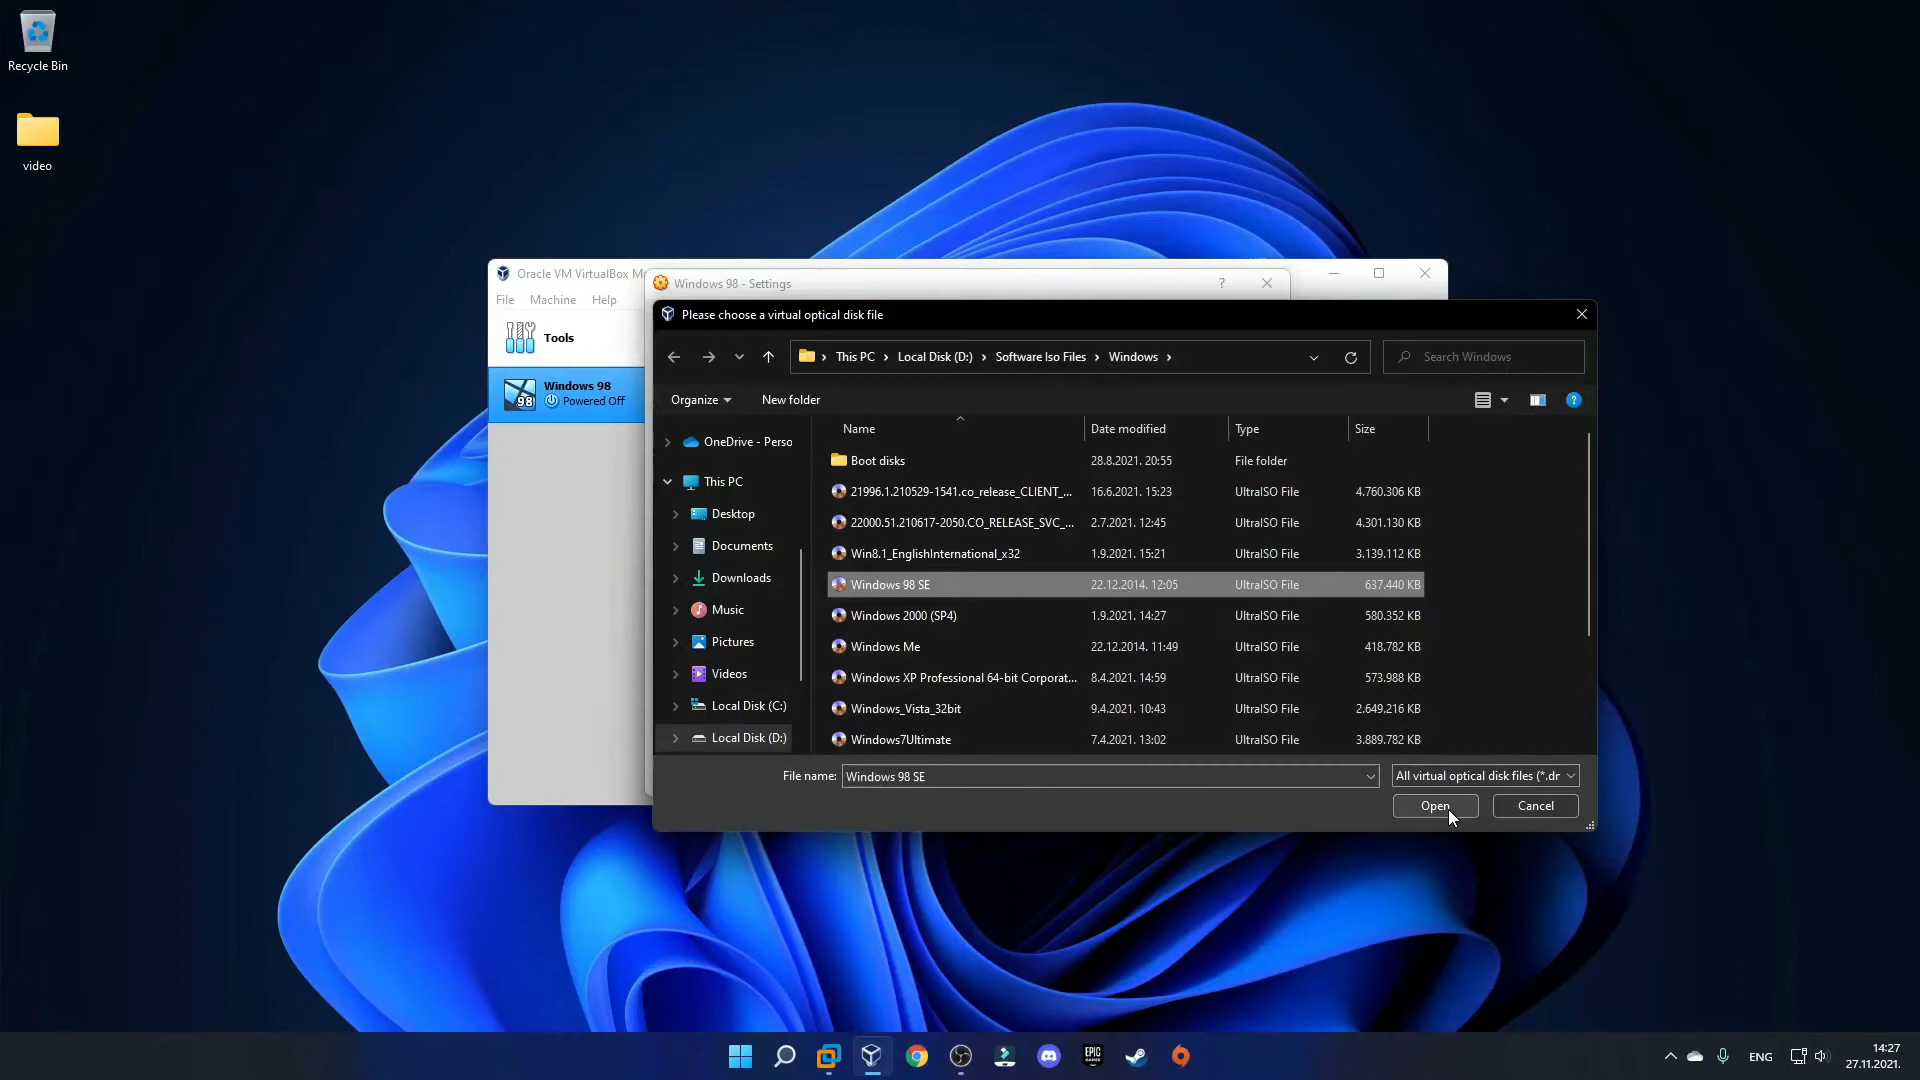 Recycle Bin
video
Oracle VM VirtualBox M
File Machine Help
Tools
Windows 98
Powered Off
98
Windows 98 - Settings
?
Please choose a virtual optical disk file
This PC › Local Disk (D:) › Software Iso Files › Windows ›
Search Windows
Organize New folder
?
Name Date modified Type Size
OneDrive - Perso
This PC
Desktop
Documents
Downloads
Music
Pictures
Videos
Local Disk (C:)
Local Disk (D:)
Boot disks 28.8.2021. 20:55 File folder
21996.1.210529-1541.co_release_CLIENT_... 16.6.2021. 15:23 UltraISO File 4.760.306 KB
22000.51.210617-2050.CO_RELEASE_SVC_... 2.7.2021. 12:45 UltraISO File 4.301.130 KB
Win8.1_EnglishInternational_x32 1.9.2021. 15:21 UltraISO File 3.139.112 KB
Windows 98 SE 22.12.2014. 12:05 UltraISO File 637.440 KB
Windows 2000 (SP4) 1.9.2021. 14:27 UltraISO File 580.352 KB
Windows Me 22.12.2014. 11:49 UltraISO File 418.782 KB
Windows XP Professional 64-bit Corporat... 8.4.2021. 14:59 UltraISO File 573.988 KB
Windows_Vista_32bit 9.4.2021. 10:43 UltraISO File 2.649.216 KB
Windows7Ultimate 7.4.2021. 13:02 UltraISO File 3.889.782 KB
File name: Windows 98 SE
All virtual optical disk files (*.dr
Open Cancel
EPIC GAMES
ENG
14:27
27.11.2021.